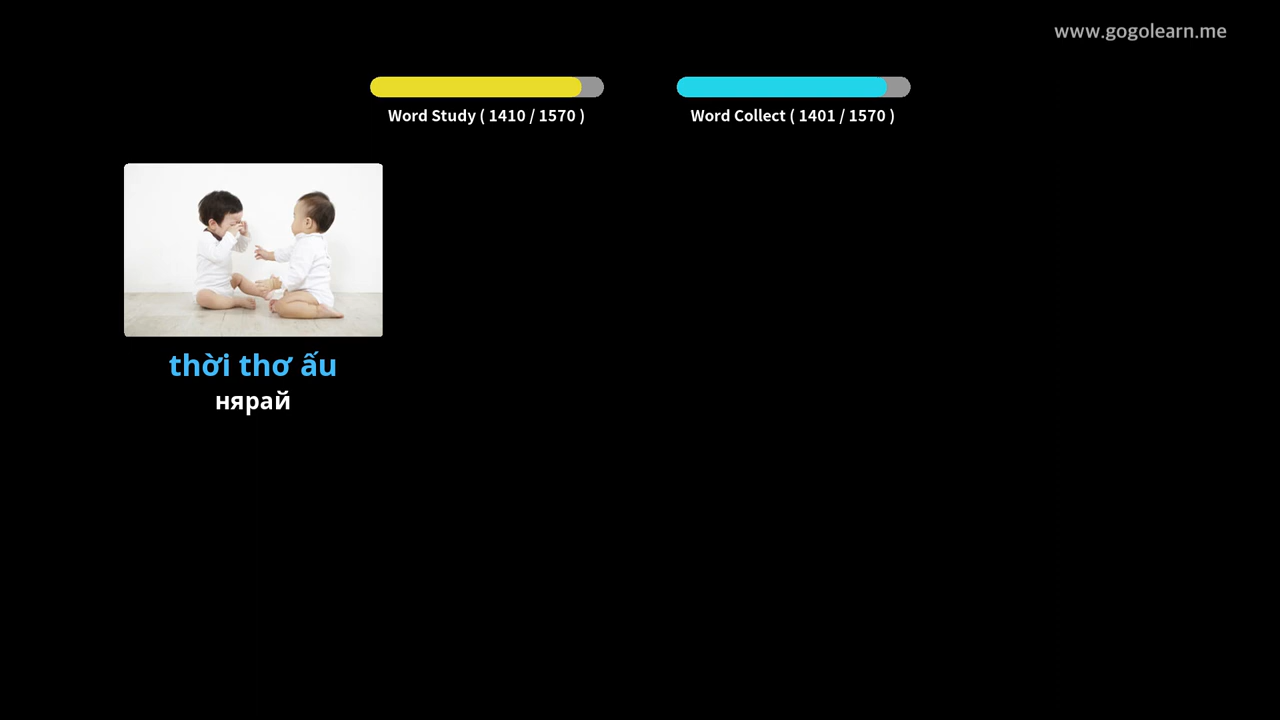 www.gogolearn.me
Word Study ( 1410 / 1570 )
Word Collect ( 1401 / 1570 )
thời thơ ấu
нярай